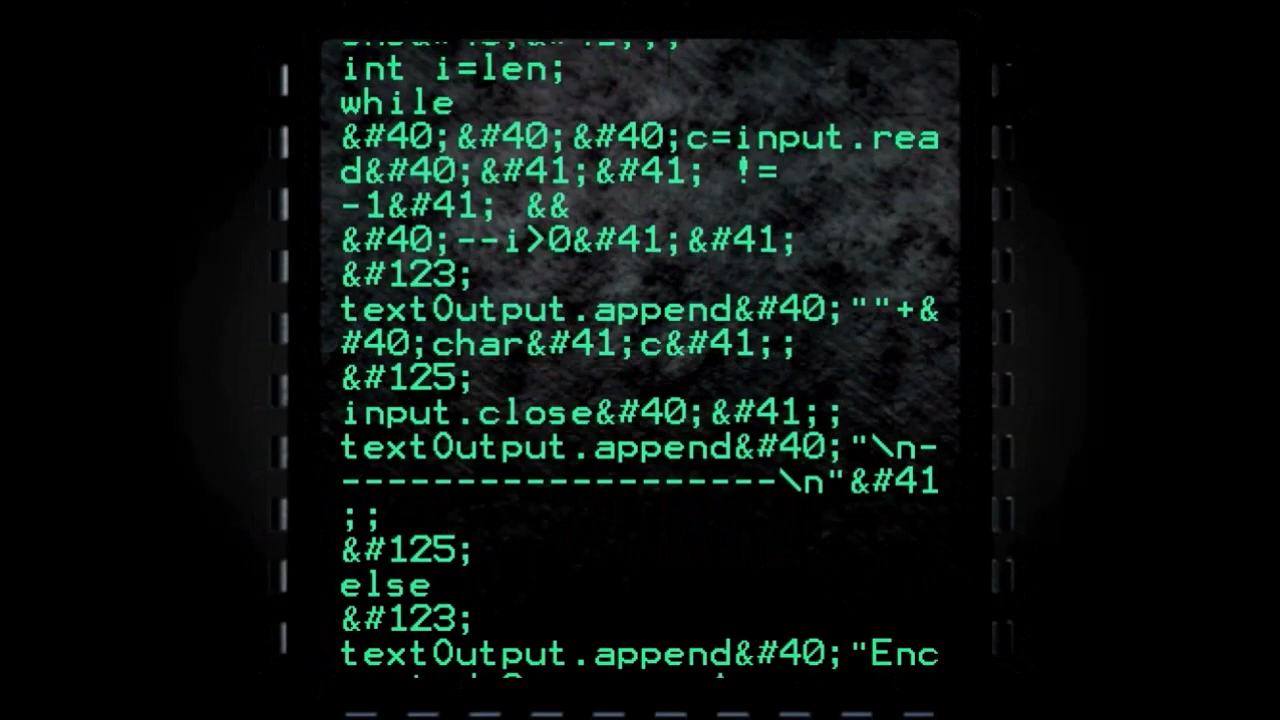 int i=len;
while
&#40;&#40;&#40;c=input.rea
d&#40;&#41;&#41; !=
-1&#41; &&
&#40;--i>0&#41;&#41;
&#123;
textOutput.append&#40;""+&
#40;char&#41;c&#41;;
&#125;
input.close&#40;&#41;;
textOutput.append&#40;"\n-
-------------------\n"&#41
;;
&#125;
else
&#123;
textOutput.append&#40;"Enc